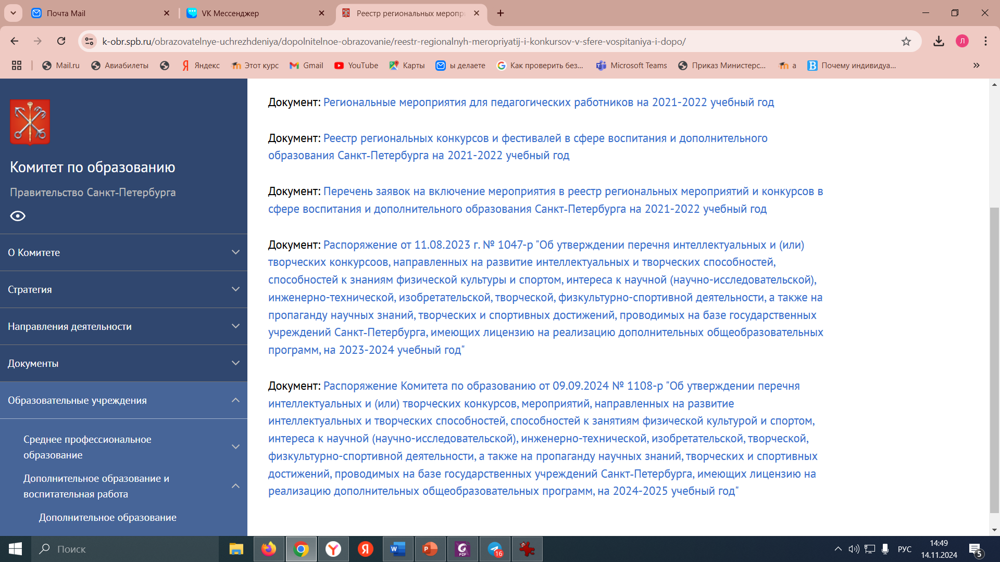 Почта Mail
VK Мессенджер
Реестр региональных меропр
k-obr.spb.ru/obrazovatelnye-uchrezhdeniya/dopolnitelnoe-obrazovanie/reestr-regionalnyh-meropriyatij-i-konkursov-v-sfere-vospitaniya-i-dopo/
Л
Mail.ru
Авиабилеты
Яндекс
Этот курс
Gmail
YouTube
Карты
ы делаете
Как проверить без...
Microsoft Teams
Приказ Министерс...
а
Почему индивидуа...
Комитет по образованию
Правительство Санкт-Петербурга
О Комитете
Стратегия
Направления деятельности
Документы
Образовательные учреждения
Среднее профессиональное
образование
Дополнительное образование и
воспитательная работа
Дополнительное образование
Документ: Региональные мероприятия для педагогических работников на 2021-2022 учебный год
Документ: Реестр региональных конкурсов и фестивалей в сфере воспитания и дополнительного
образования Санкт-Петербурга на 2021-2022 учебный год
Документ: Перечень заявок на включение мероприятия в реестр региональных мероприятий и конкурсов в
сфере воспитания и дополнительного образования Санкт-Петербурга на 2021-2022 учебный год
Документ: Распоряжение от 11.08.2023 г. № 1047-р "Об утверждении перечня интеллектуальных и (или)
творческих конкурсоов, направленных на развитие интеллектуальных и творческих способностей,
способностей к знаниям физической культуры и спортом, интереса к научной (научно-исследовательской),
инженерно-технической, изобретательской, творческой, физкультурно-спортивной деятельности, а также на
пропаганду научных знаний, творческих и спортивных достижений, проводимых на базе государственных
учреждений Санкт-Петербурга, имеющих лицензию на реализацию дополнительных общеобразовательных
программ, на 2023-2024 учебный год"
Документ: Распоряжение Комитета по образованию от 09.09.2024 № 1108-р "Об утверждении перечня
интеллектуальных и (или) творческих конкурсов, мероприятий, направленных на развитие
интеллектуальных и творческих способностей, способностей к занятиям физической культурой и спортом,
интереса к научной (научно-исследовательской), инженерно-технической, изобретательской, творческой,
физкультурно-спортивной деятельности, а также на пропаганду научных знаний, творческих и спортивных
достижений, проводимых на базе государственных учреждений Санкт-Петербурга, имеющих лицензию на
реализацию дополнительных общеобразовательных программ, на 2024-2025 учебный год"
Поиск
16
РУС
14:49
14.11.2024
5